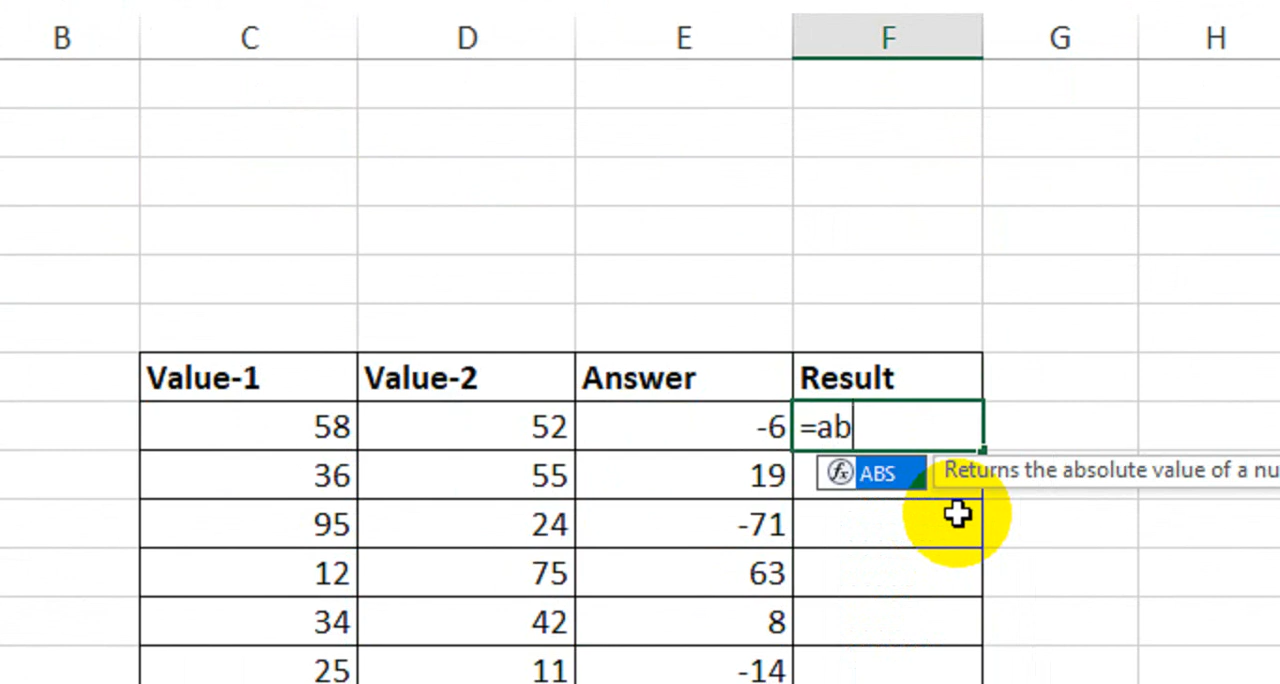 B C D E F G H
Value-1 Value-2 Answer Result
58 52 -6 =ab
36 55 19 fx ABS Returns the absolute value of a nu
95 24 -71
12 75 63
34 42 8
25 11 -14